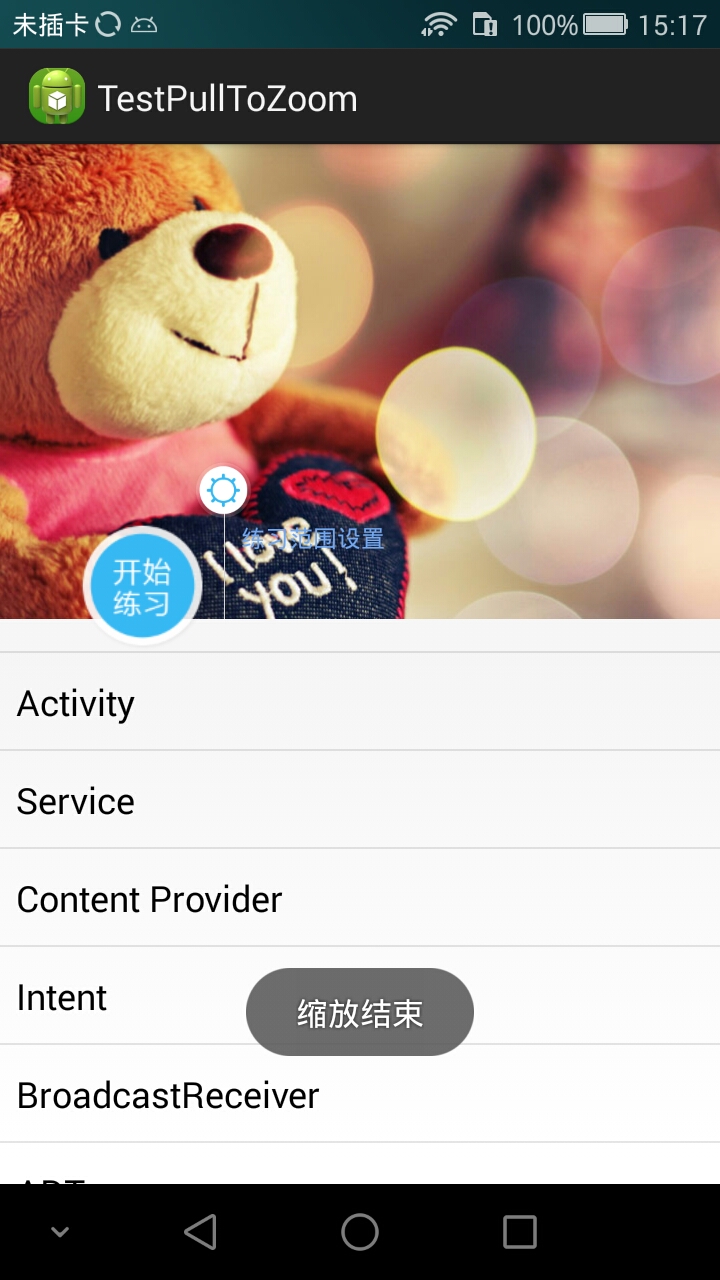 未插卡 100% 15:17
TestPullToZoom
练习范围设置
I love
you!
开始
练习
Activity
Service
Content Provider
Intent
缩放结束
BroadcastReceiver